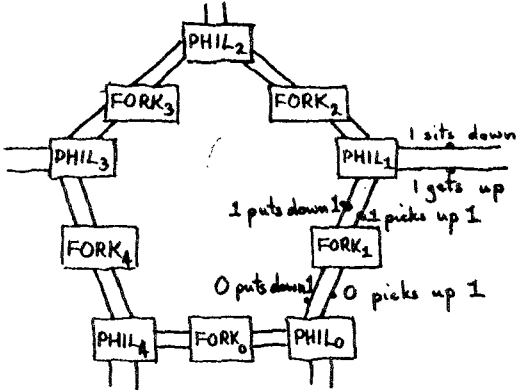 PHIL₂
FORK₃
FORK₂
1 sits down
PHIL₃
PHIL₁
1 gets up
1 puts down 1
1 picks up 1
FORK₄
FORK₁
0 puts down 1
0 picks up 1
PHIL₄
FORK₀
PHIL₀